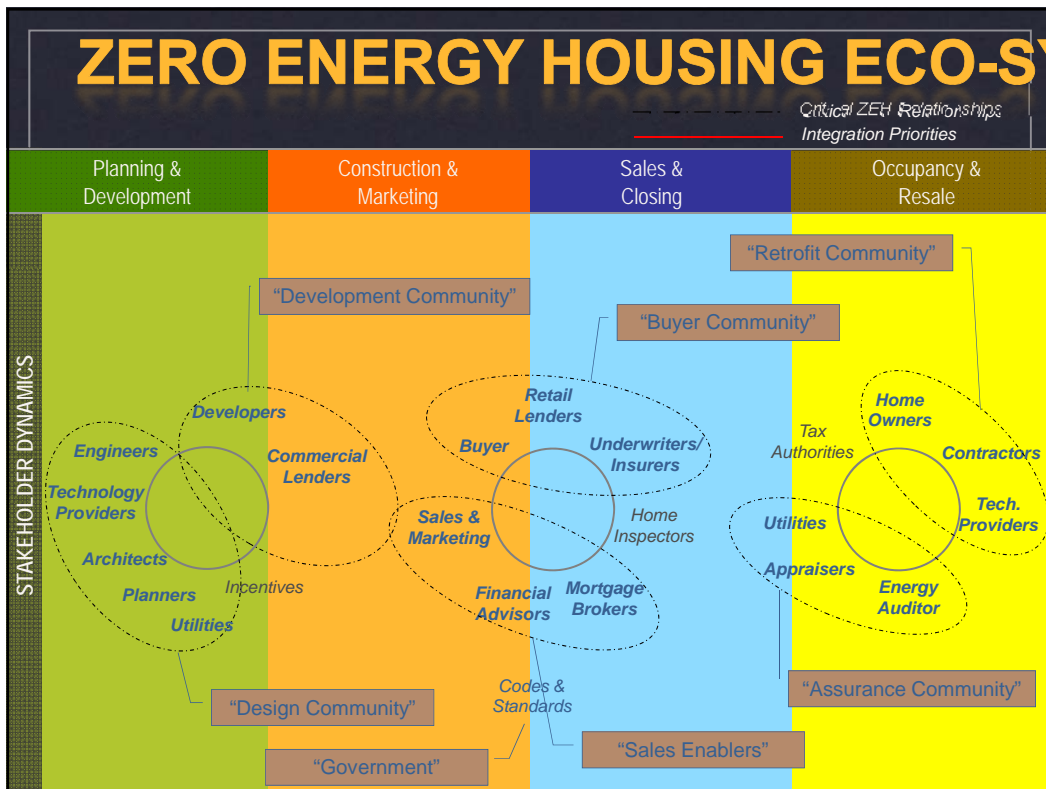 ZERO ENERGY HOUSING ECO-SY
Critical ZEH Relationships
Integration Priorities
Planning &
Development
Construction &
Marketing
Sales &
Closing
Occupancy &
Resale
STAKEHOLDER DYNAMICS
“Retrofit Community”
“Development Community”
“Buyer Community”
Developers
Engineers
Commercial
Lenders
Technology
Providers
Architects
Planners
Incentives
Utilities
Retail
Lenders
Buyer
Underwriters/
Insurers
Sales &
Marketing
Home
Inspectors
Financial
Advisors
Mortgage
Brokers
Home
Owners
Tax
Authorities
Contractors
Tech.
Providers
Utilities
Appraisers
Energy
Auditor
Codes &
Standards
“Design Community”
“Assurance Community”
“Government”
“Sales Enablers”